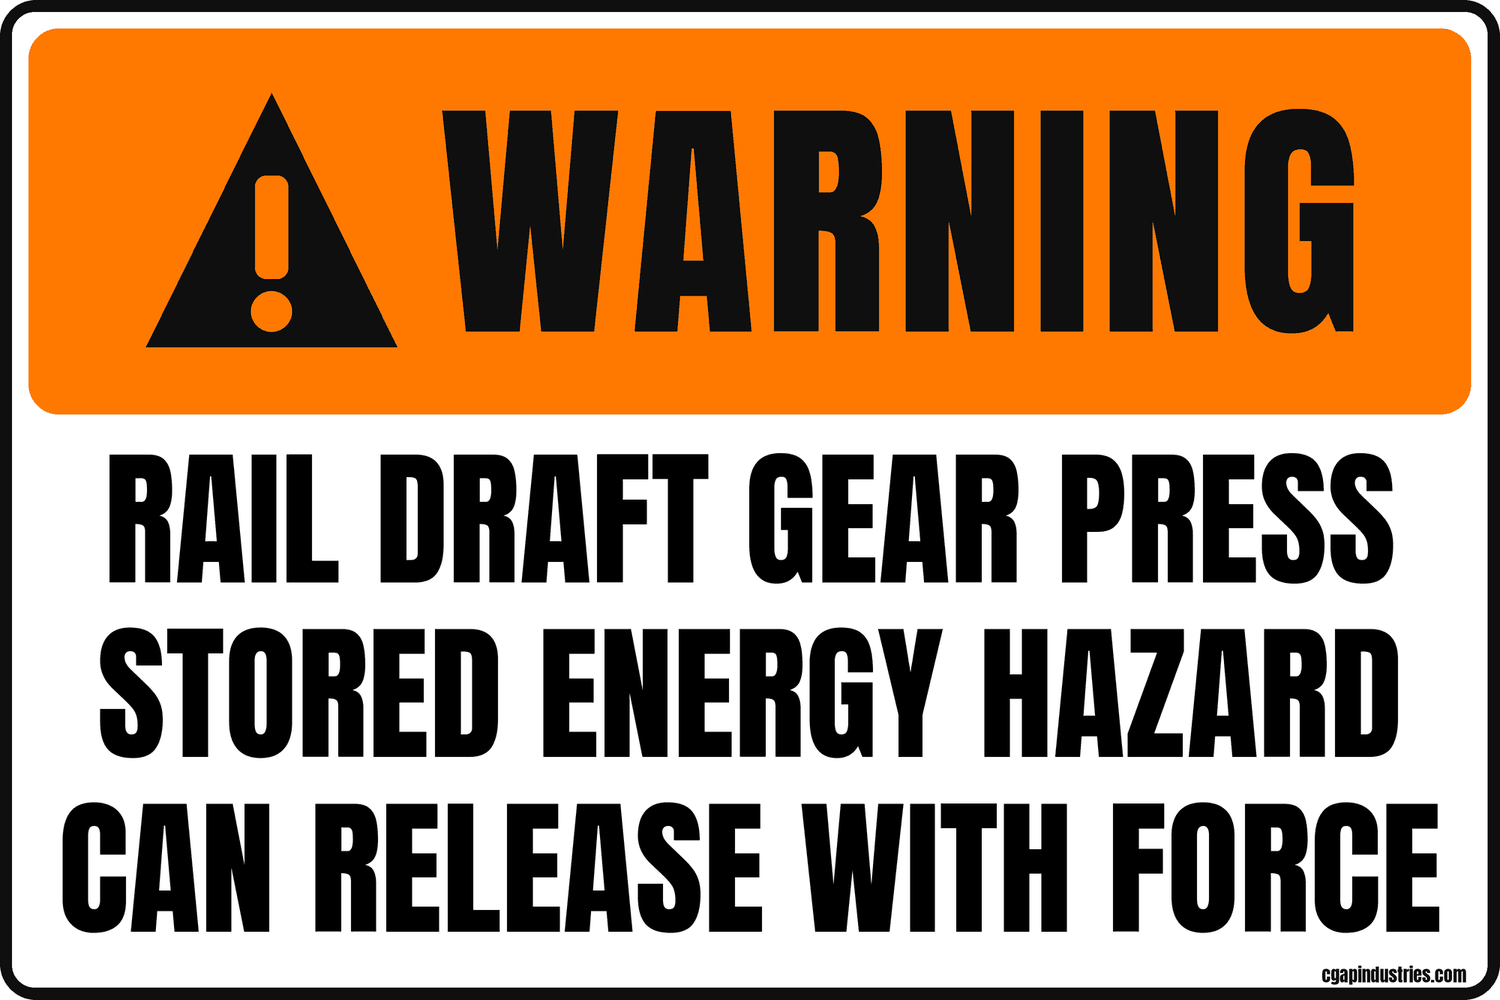 WARNING
RAIL DRAFT GEAR PRESS
STORED ENERGY HAZARD
CAN RELEASE WITH FORCE
cgapindustries.com